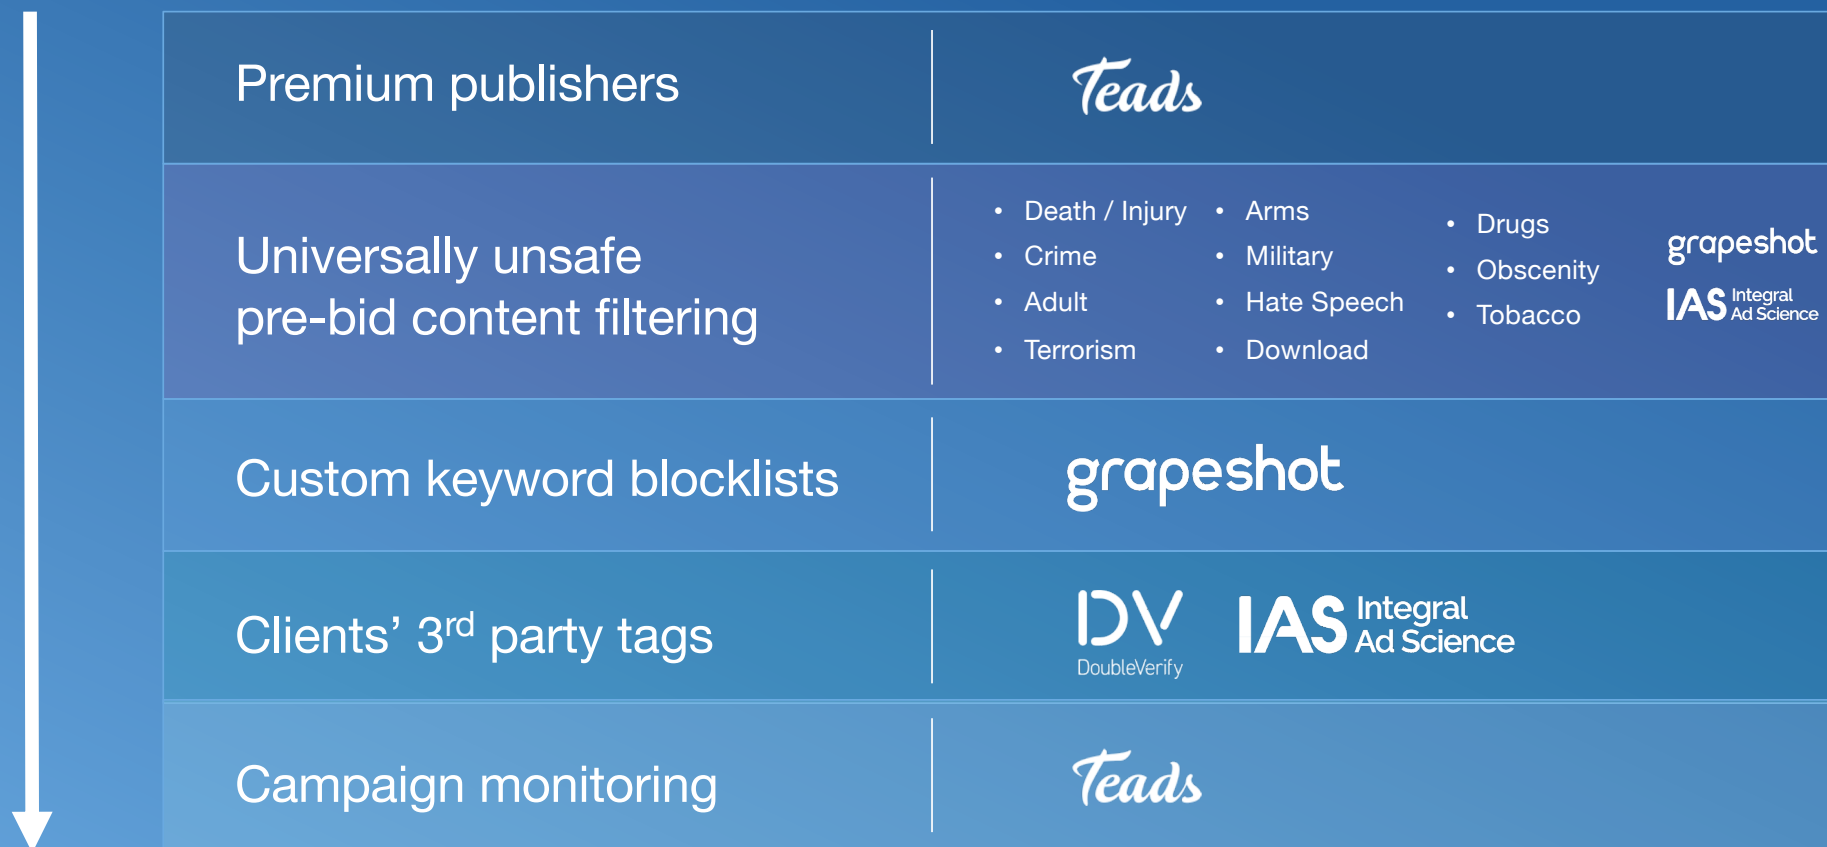 Premium publishers
Teads
Universally unsafe
pre-bid content filtering
• Death / Injury
• Crime
• Adult
• Terrorism
• Arms
• Military
• Hate Speech
• Download
• Drugs
• Obscenity
• Tobacco
grapeshot
IAS Integral
Ad Science
Custom keyword blocklists
grapeshot
Clients’ 3rd party tags
DV
DoubleVerify
IAS Integral
Ad Science
Campaign monitoring
Teads